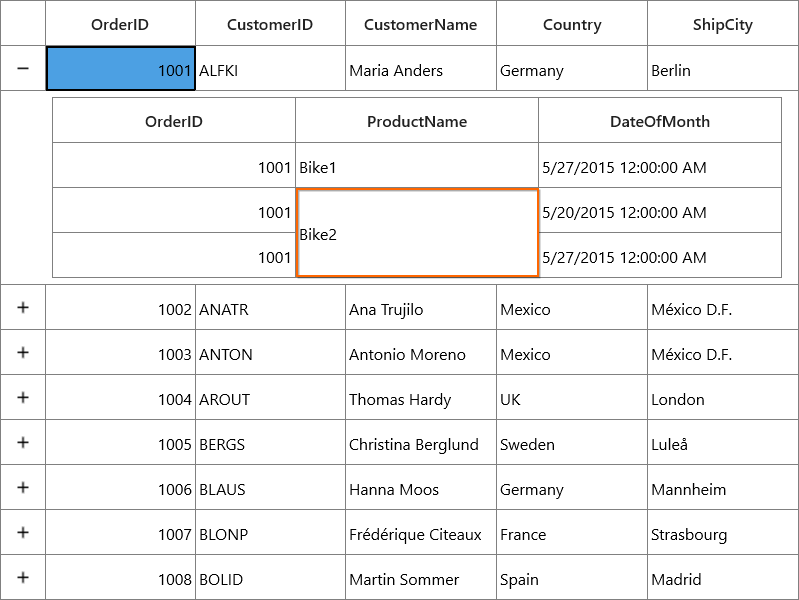 OrderID CustomerID CustomerName Country ShipCity
1001 ALFKI Maria Anders Germany Berlin
OrderID ProductName DateOfMonth
1001 Bike1 5/27/2015 12:00:00 AM
1001 5/20/2015 12:00:00 AM
Bike2
1001 5/27/2015 12:00:00 AM
1002 ANATR Ana Trujilo Mexico México D.F.
1003 ANTON Antonio Moreno Mexico México D.F.
1004 AROUT Thomas Hardy UK London
1005 BERGS Christina Berglund Sweden Luleå
1006 BLAUS Hanna Moos Germany Mannheim
1007 BLONP Frédérique Citeaux France Strasbourg
1008 BOLID Martin Sommer Spain Madrid